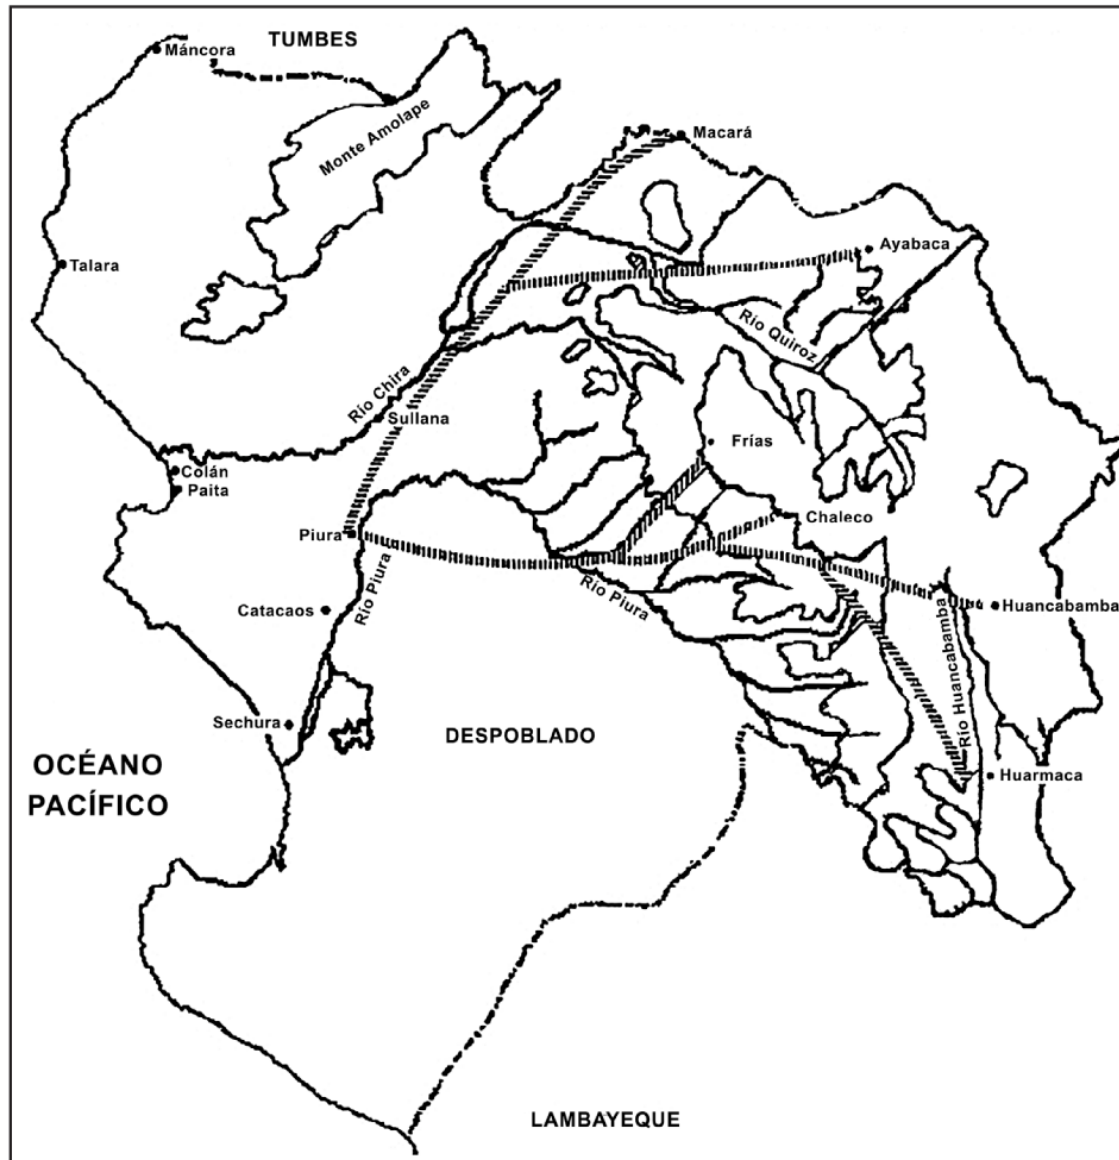 TUMBES
Máncora
Monte Amolape
Macará
Ayabaca
Talara
Río Quiroz
Río Chira
Sullana
Frías
Colán
Paita
Chaleco
Piura
Río Piura
Río Piura
Catacaos
Huancabamba
Río Huancabamba
Sechura
DESPOBLADO
OCÉANO
PACÍFICO
Huarmaca
LAMBAYEQUE